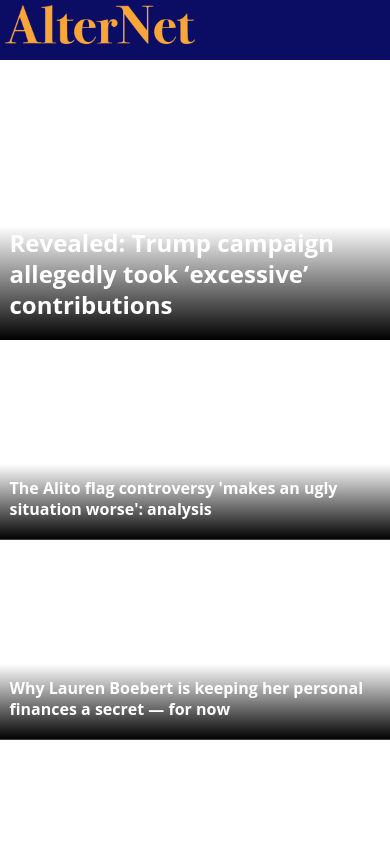 AlterNet
Revealed: Trump campaign
allegedly took ‘excessive’
contributions
The Alito flag controversy 'makes an ugly
situation worse': analysis
Why Lauren Boebert is keeping her personal
finances a secret — for now